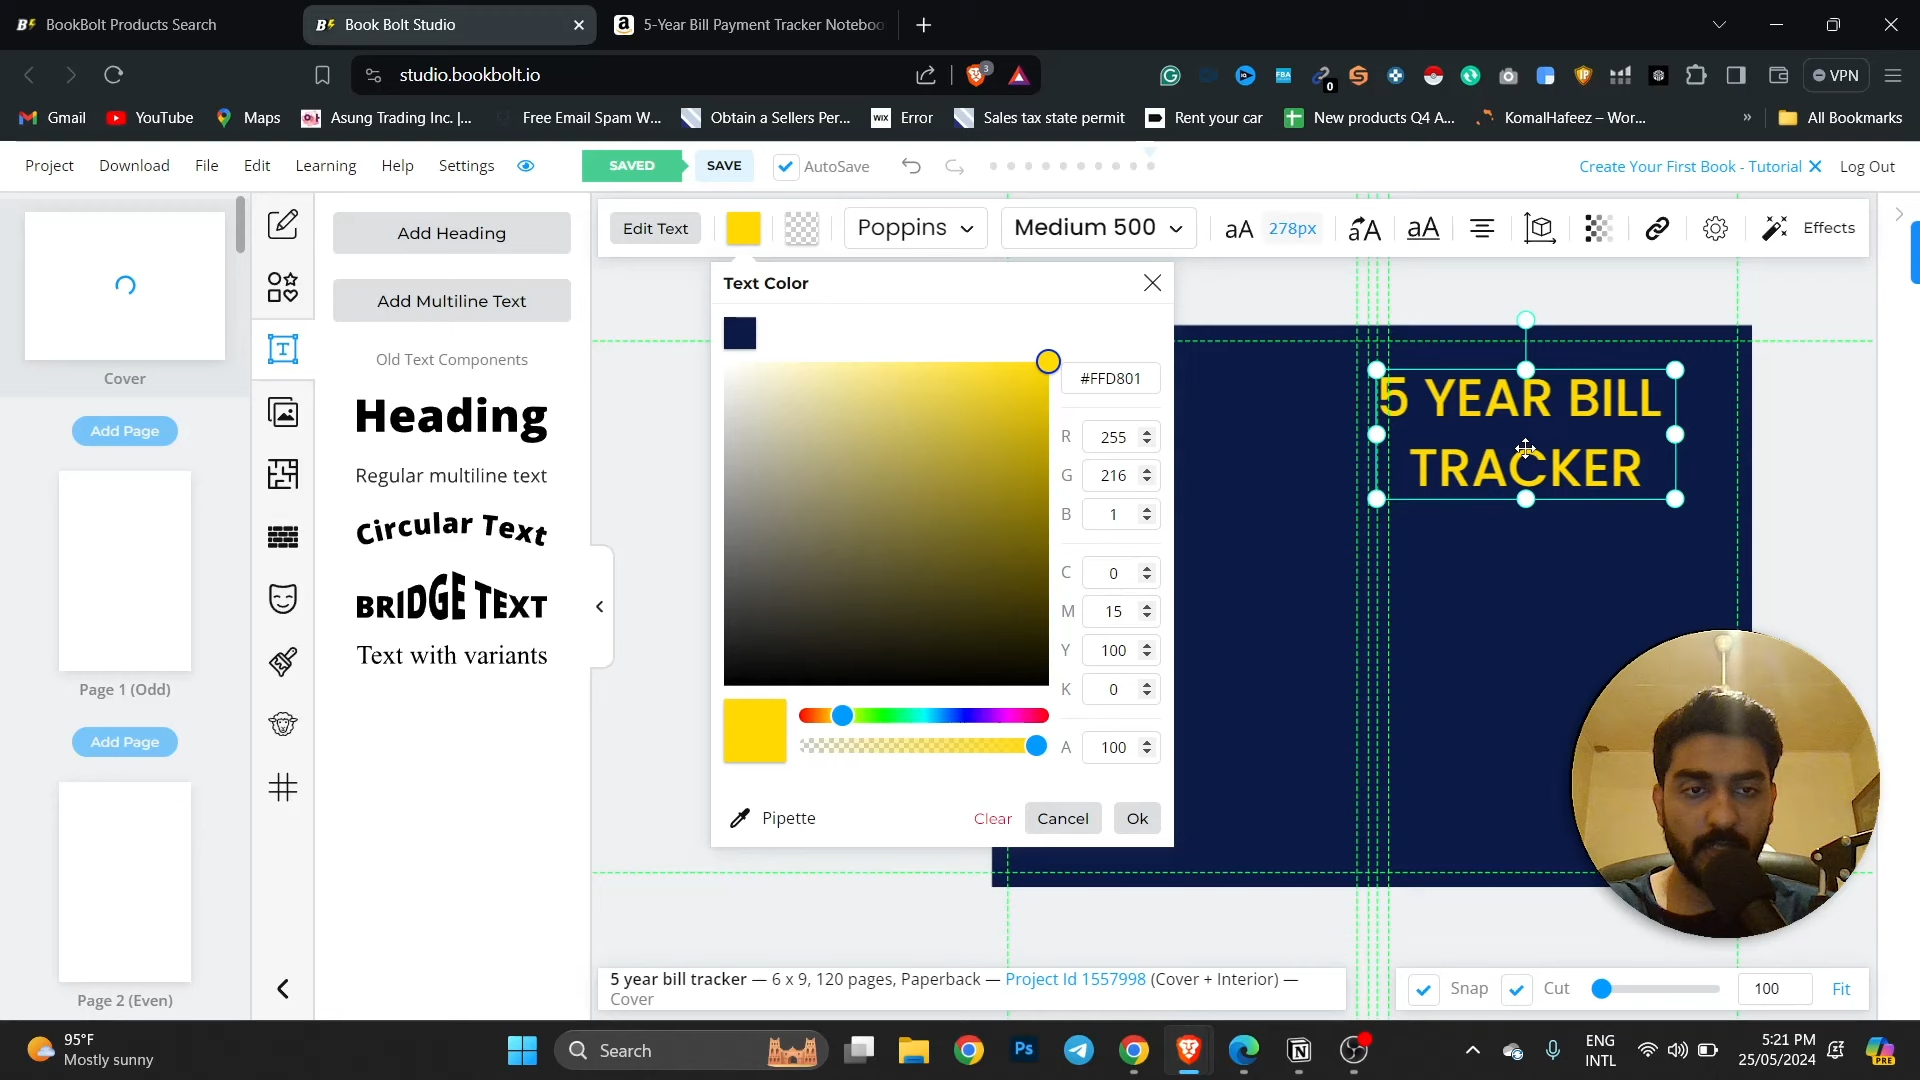 BookBolt Products Search
Book Bolt Studio
5-Year Bill Payment Tracker Noteboo
studio.bookbolt.io
3
0
VPN
Gmail
YouTube
Maps
Asung Trading Inc. |...
Free Email Spam W...
Obtain a Sellers Per...
WIX Error
Sales tax state permit
Rent your car
New products Q4 A...
KomalHafeez – Wor...
»
All Bookmarks
Project
Download
File
Edit
Learning
Help
Settings
SAVED
SAVE
AutoSave
Create Your First Book - Tutorial
Log Out
Cover
Add Page
Page 1 (Odd)
Add Page
Page 2 (Even)
Add Heading
Add Multiline Text
Old Text Components
Heading
Regular multiline text
Circular Text
BRIDGE TEXT
Text with variants
Edit Text
Poppins
Medium 500
aA
278px
Effects
Text Color
#FFD801
R 255
G 216
B 1
C 0
M 15
Y 100
K 0
A 100
Pipette
Clear
Cancel
Ok
5 YEAR BILL
TRACKER
5 year bill tracker — 6 x 9, 120 pages, Paperback — Project Id 1557998 (Cover + Interior) —
Cover
Snap
Cut
100
Fit
95°F
Mostly sunny
Search
Ps
ENG
INTL
5:21 PM
25/05/2024
PRE